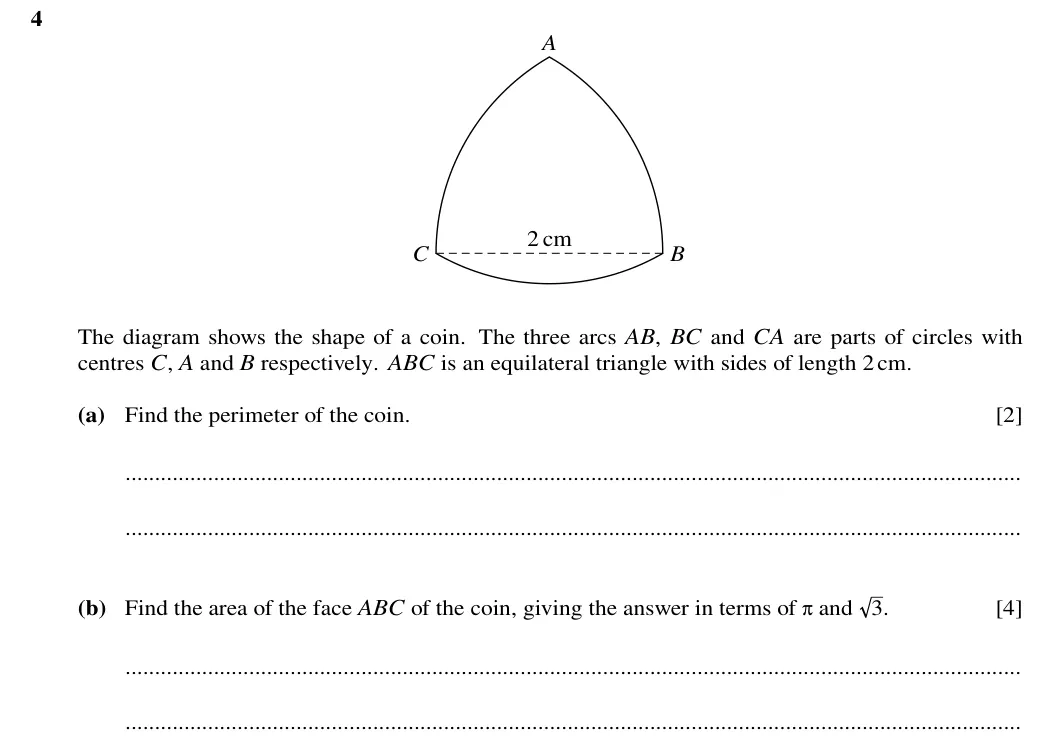 4
A
2 cm
C
B
The diagram shows the shape of a coin. The three arcs AB, BC and CA are parts of circles with
centres C, A and B respectively. ABC is an equilateral triangle with sides of length 2 cm.
(a) Find the perimeter of the coin. [2]
(b) Find the area of the face ABC of the coin, giving the answer in terms of π and √3. [4]